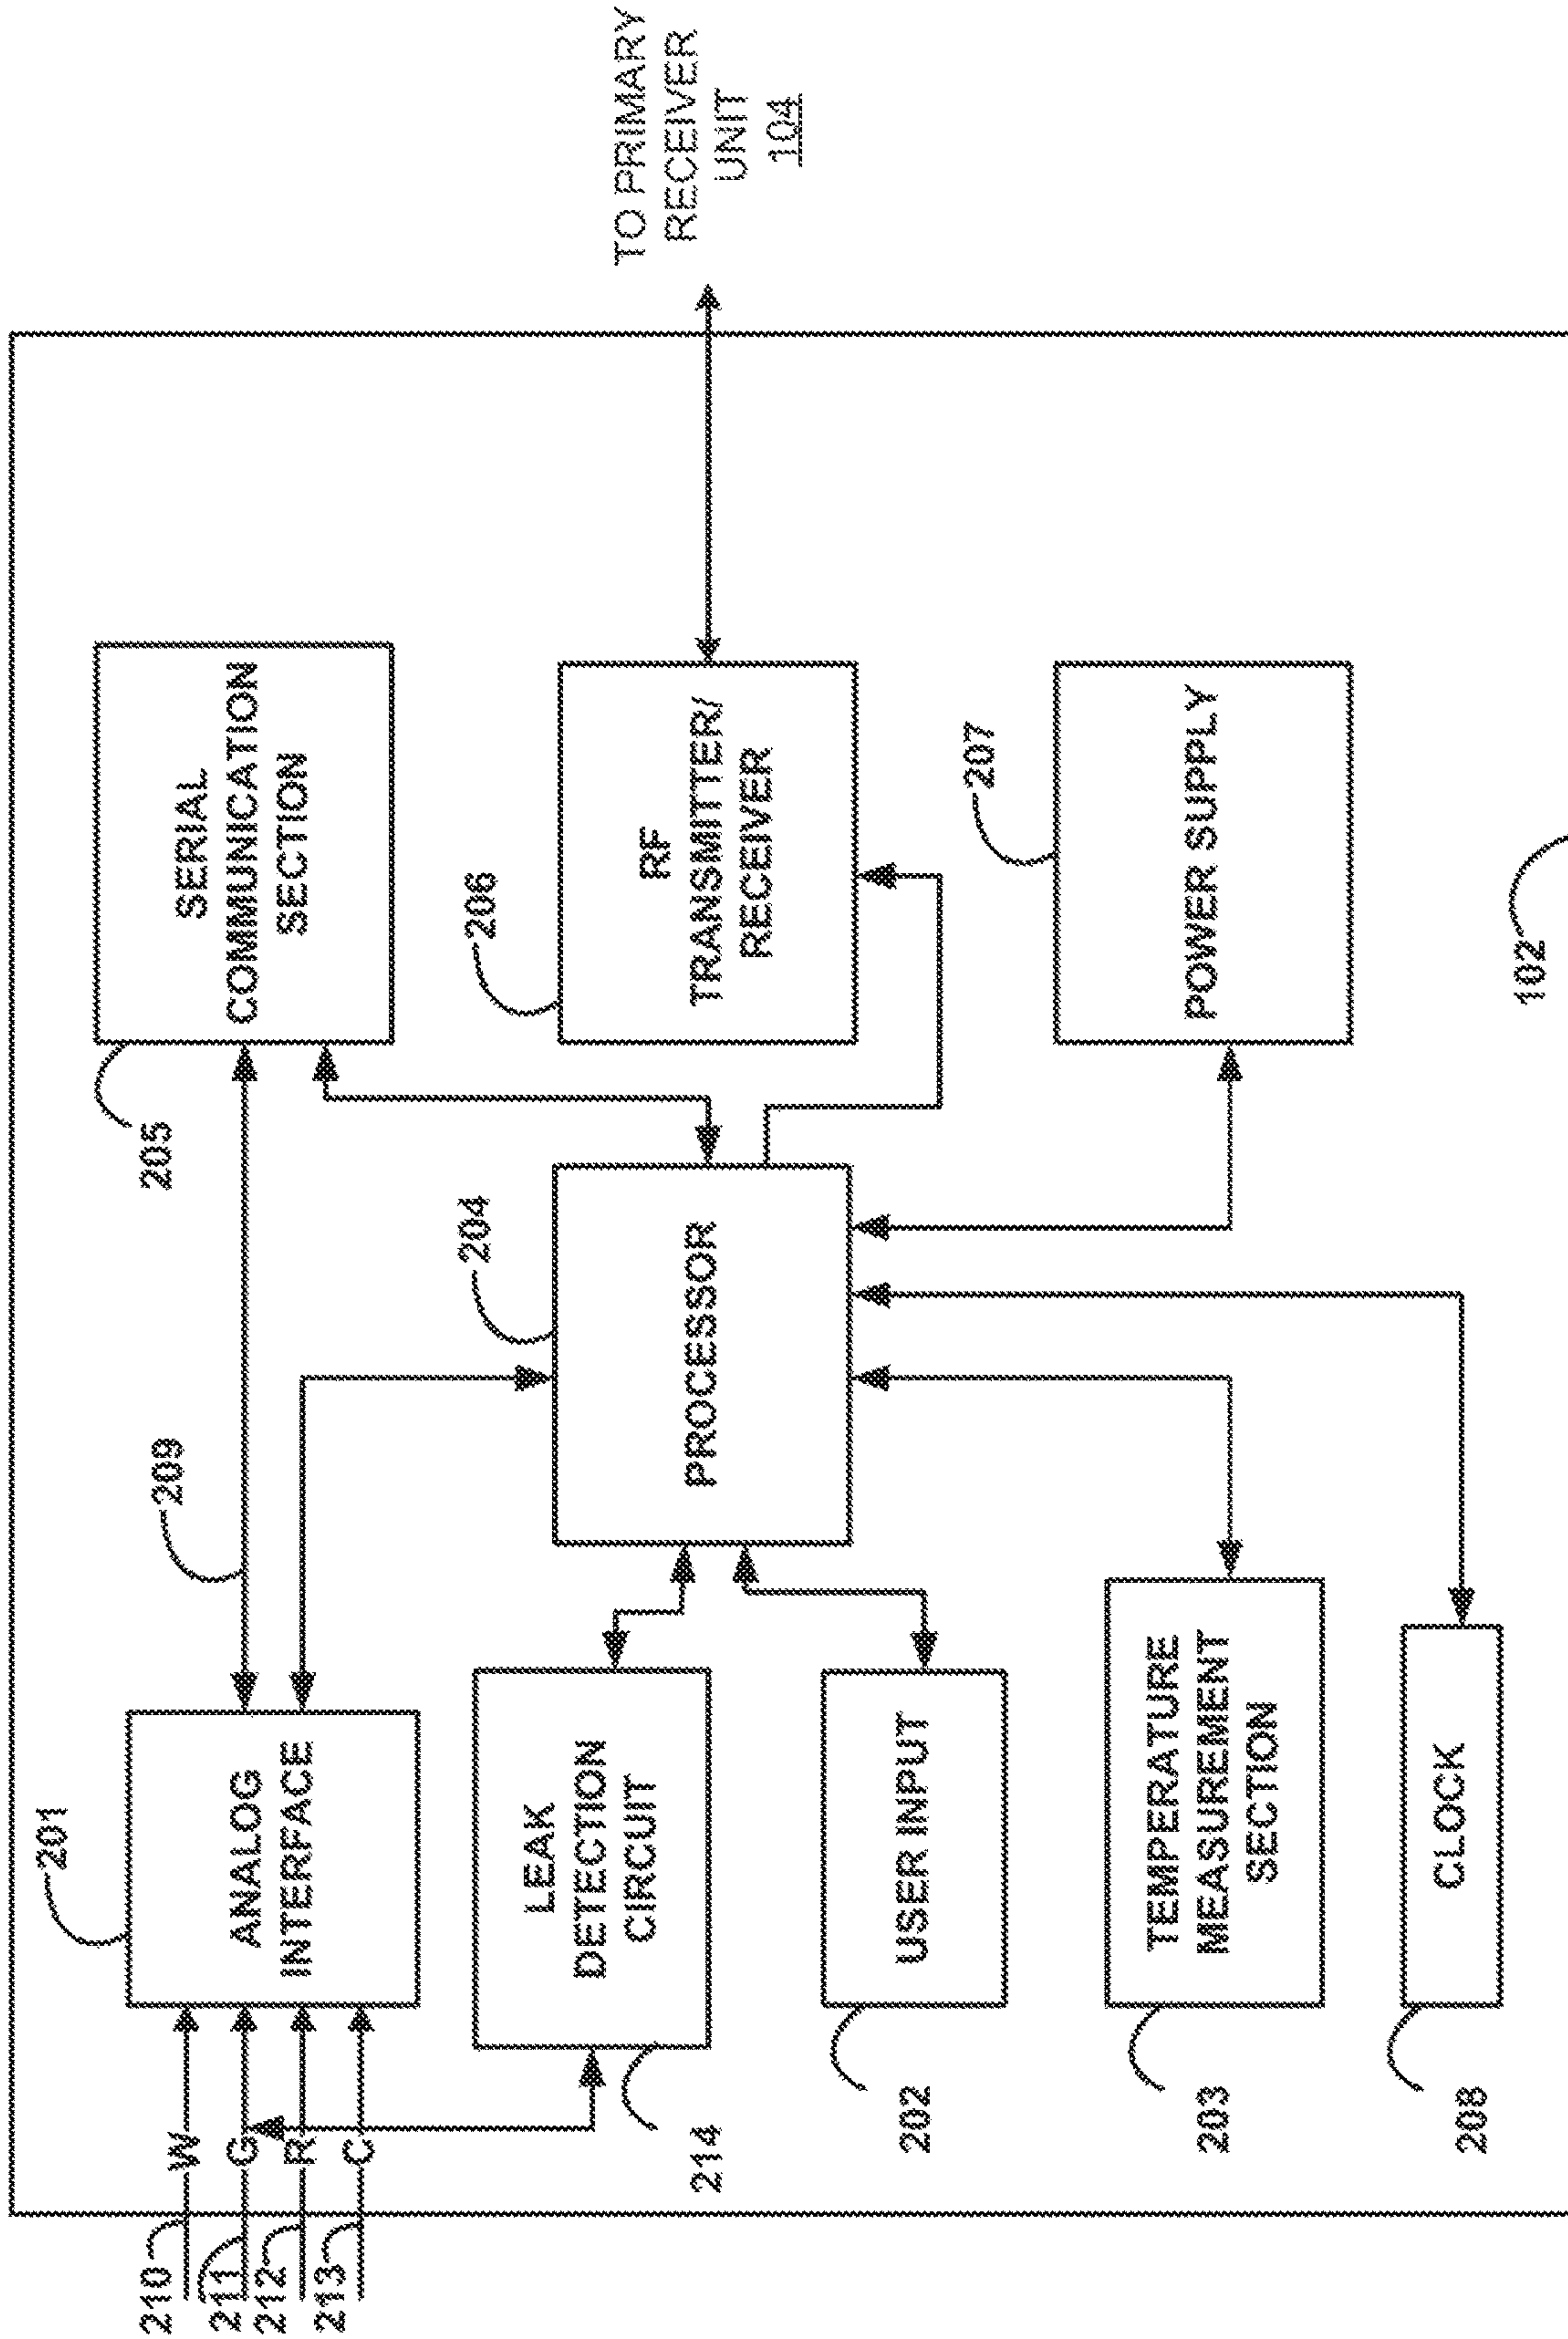 210
W
211
G
212
R
213
C
201
ANALOG
INTERFACE
209
205
SERIAL
COMMUNICATION
SECTION
214
LEAK
DETECTION
CIRCUIT
204
PROCESSOR
206
RF
TRANSMITTER/
RECEIVER
TO PRIMARY
RECEIVER
UNIT
104
202
USER INPUT
203
TEMPERATURE
MEASUREMENT
SECTION
207
POWER SUPPLY
208
CLOCK
102